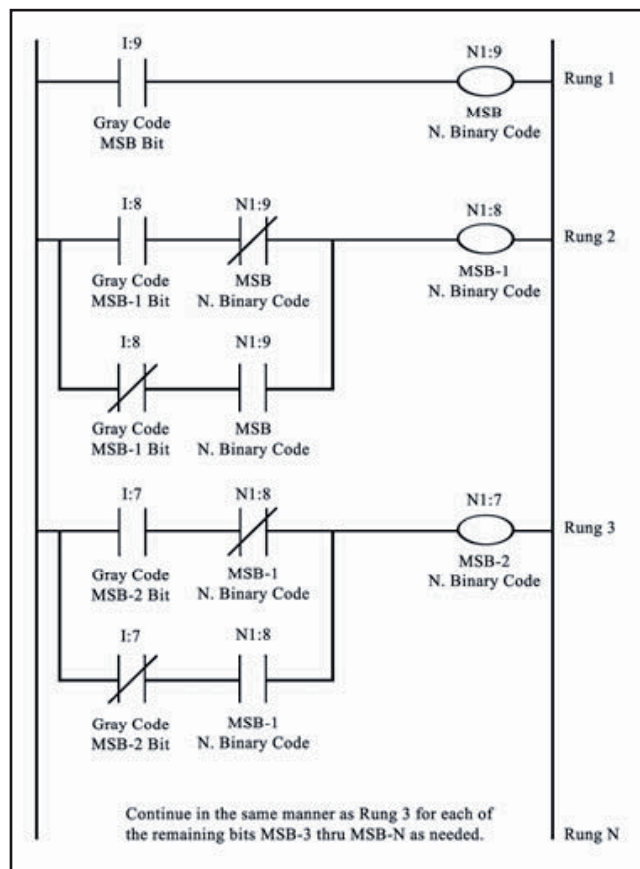 I:9
N1:9
Rung 1
Gray Code
MSB Bit
MSB
N. Binary Code
I:8
N1:9
N1:8
Rung 2
Gray Code
MSB-1 Bit
MSB
N. Binary Code
MSB-1
N. Binary Code
I:8
N1:9
Gray Code
MSB-1 Bit
MSB
N. Binary Code
I:7
N1:8
N1:7
Rung 3
Gray Code
MSB-2 Bit
MSB-1
N. Binary Code
MSB-2
N. Binary Code
I:7
N1:8
Gray Code
MSB-2 Bit
MSB-1
N. Binary Code
Continue in the same manner as Rung 3 for each of
the remaining bits MSB-3 thru MSB-N as needed.
Rung N